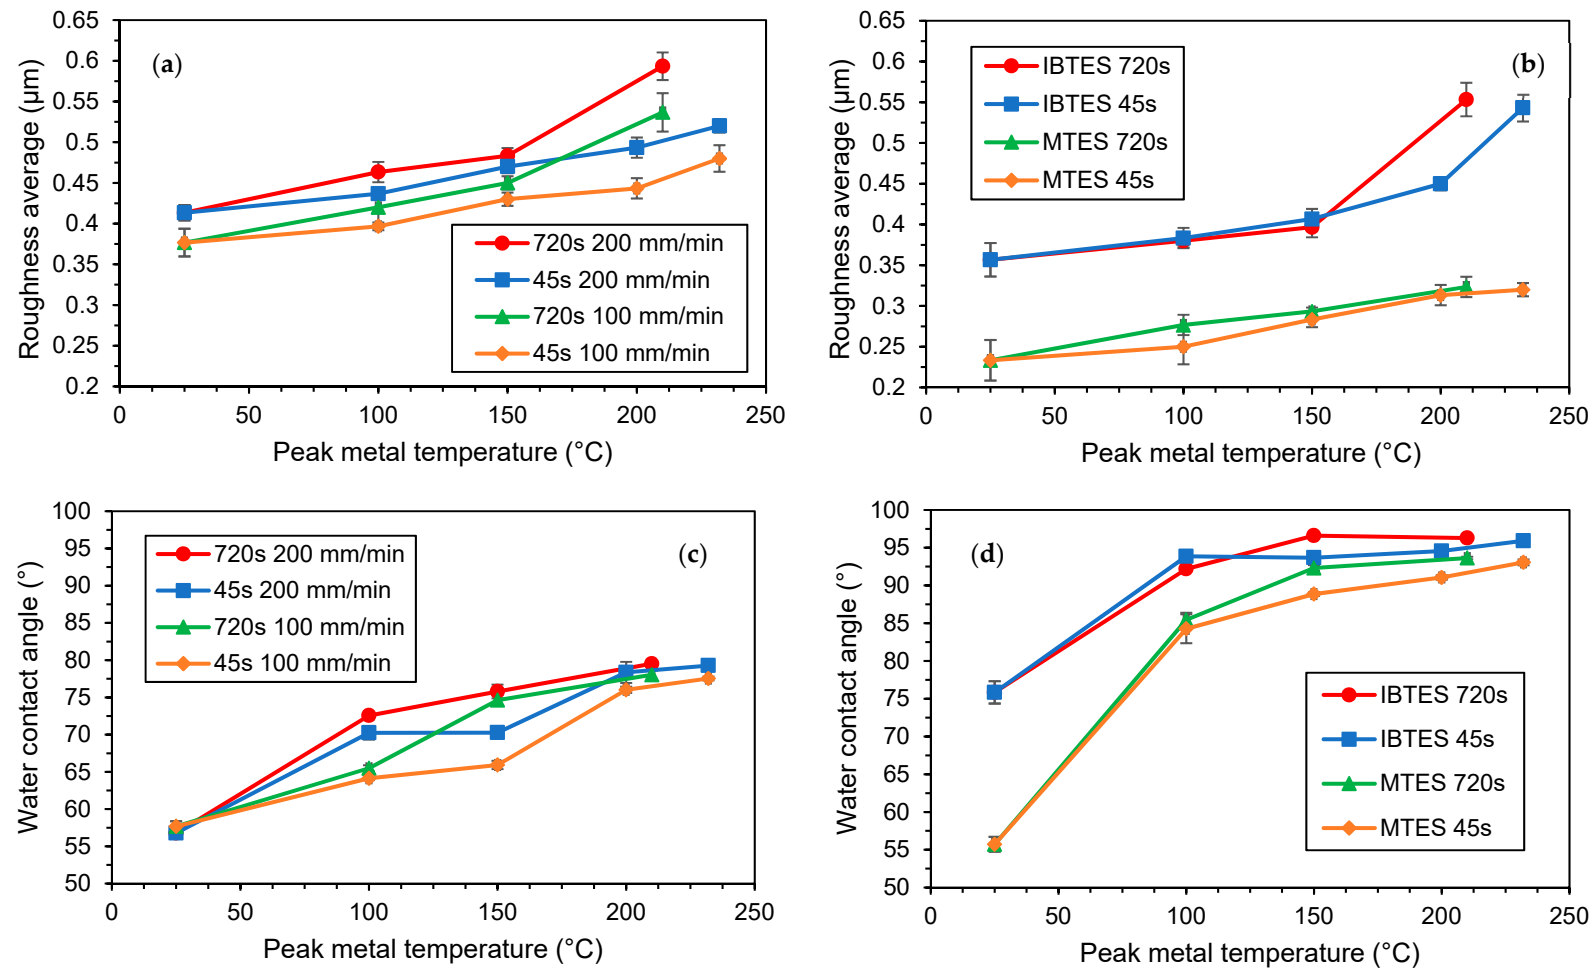 (a)
Roughness average (μm)
0.65
0.6
0.55
0.5
0.45
0.4
0.35
0.3
0.25
0.2
720s 200 mm/min
45s 200 mm/min
720s 100 mm/min
45s 100 mm/min
0 50 100 150 200 250
Peak metal temperature (°C)
(b)
Roughness average (μm)
0.65
0.6
0.55
0.5
0.45
0.4
0.35
0.3
0.25
0.2
IBTES 720s
IBTES 45s
MTES 720s
MTES 45s
0 50 100 150 200 250
Peak metal temperature (°C)
(c)
Water contact angle (°)
100
95
90
85
80
75
70
65
60
55
50
720s 200 mm/min
45s 200 mm/min
720s 100 mm/min
45s 100 mm/min
0 50 100 150 200 250
Peak metal temperature (°C)
(d)
Water contact angle (°)
100
95
90
85
80
75
70
65
60
55
50
IBTES 720s
IBTES 45s
MTES 720s
MTES 45s
0 50 100 150 200 250
Peak metal temperature (°C)